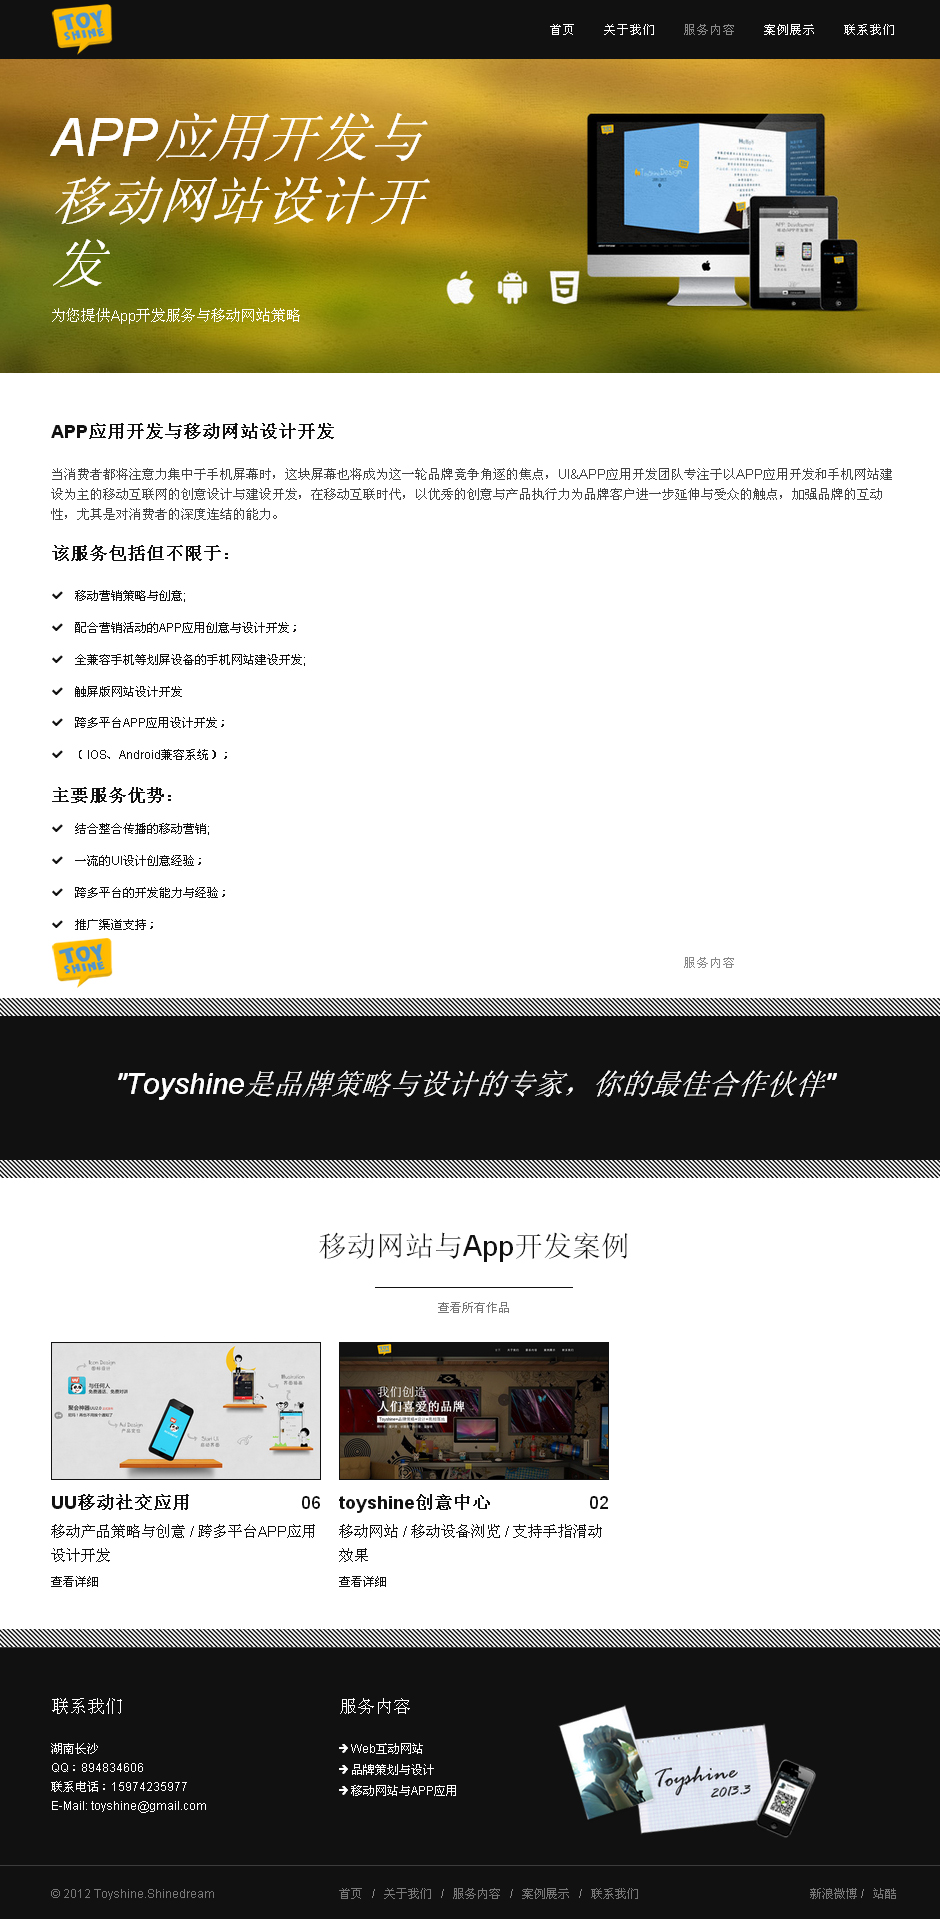 TOY
SHINE
首页 关于我们 服务内容 案例展示 联系我们
APP应用开发与
移动网站设计开
发
为您提供App开发服务与移动网站策略
APP应用开发与移动网站设计开发
当消费者都将注意力集中于手机屏幕时，这块屏幕也将成为这一轮品牌竞争角逐的焦点，UI&APP应用开发团队专注于以APP应用开发和手机网站建
设为主的移动互联网的创意设计与建设开发，在移动互联时代，以优秀的创意与产品执行力为品牌客户进一步延伸与受众的触点，加强品牌的互动
性，尤其是对消费者的深度连结的能力。
该服务包括但不限于：
移动营销策略与创意;
配合营销活动的APP应用创意与设计开发；
全兼容手机等划屏设备的手机网站建设开发;
触屏版网站设计开发
跨多平台APP应用设计开发；
（ IOS、Android兼容系统）；
主要服务优势：
结合整合传播的移动营销;
一流的UI设计创意经验；
跨多平台的开发能力与经验；
推广渠道支持；
TOY
SHINE
服务内容
"Toyshine是品牌策略与设计的专家，你的最佳合作伙伴"
移动网站与App开发案例
查看所有作品
Icon Design
与任何人
免费通话、免费对讲
聚会神器UU2.0
Start UI
我们创造
人们喜爱的品牌
UU移动社交应用 06
移动产品策略与创意 / 跨多平台APP应用
设计开发
查看详细
toyshine创意中心 02
移动网站 / 移动设备浏览 / 支持手指滑动
效果
查看详细
联系我们
湖南长沙
QQ：894834606
联系电话：15974235977
E-Mail: toyshine@gmail.com
服务内容
Web互动网站
品牌策划与设计
移动网站与APP应用
Toyshine
2013.3
© 2012 Toyshine.Shinedream
首页 / 关于我们 / 服务内容 / 案例展示 / 联系我们
新浪微博 / 站酷